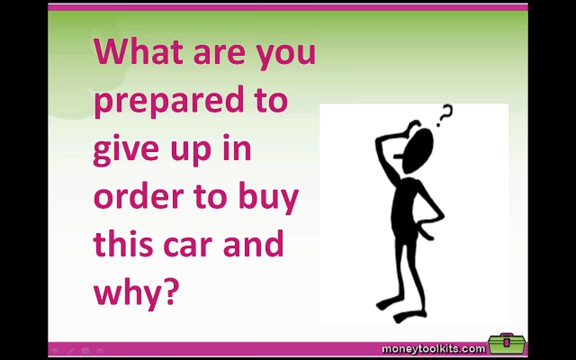 What are you
prepared to
give up in
order to buy
this car and
why?
?
moneytoolkits.com